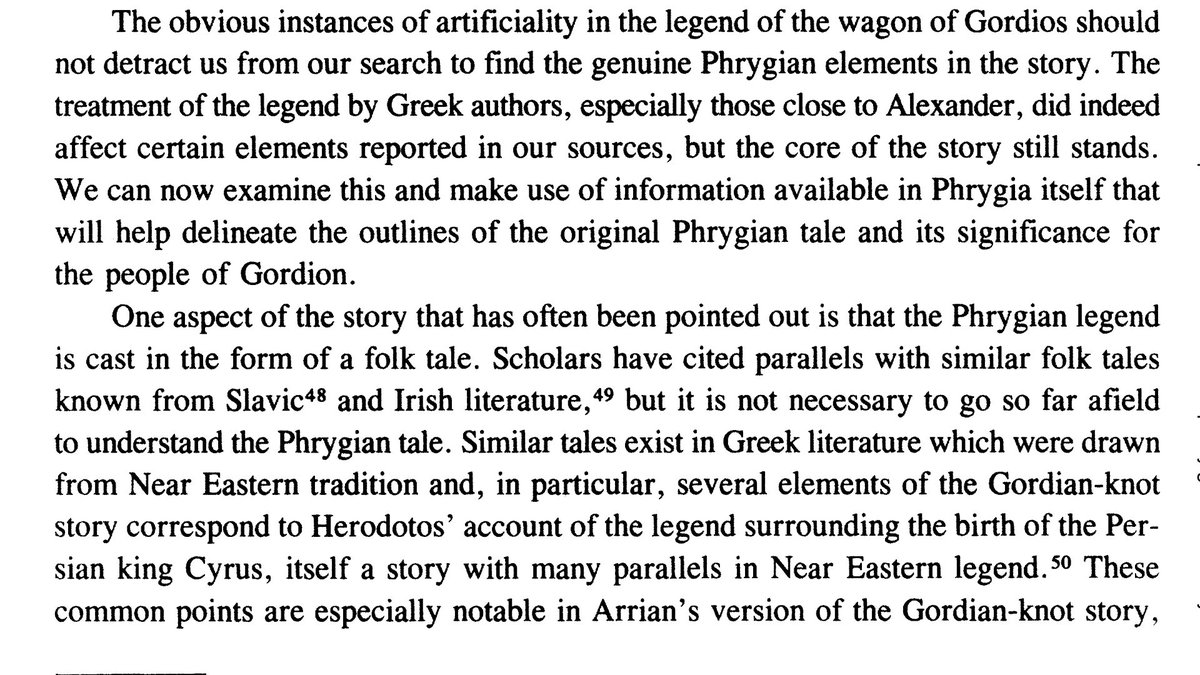 The obvious instances of artificiality in the legend of the wagon of Gordios should
not detract us from our search to find the genuine Phrygian elements in the story. The
treatment of the legend by Greek authors, especially those close to Alexander, did indeed
affect certain elements reported in our sources, but the core of the story still stands.
We can now examine this and make use of information available in Phrygia itself that
will help delineate the outlines of the original Phrygian tale and its significance for
the people of Gordion.
One aspect of the story that has often been pointed out is that the Phrygian legend
is cast in the form of a folk tale. Scholars have cited parallels with similar folk tales
known from Slavic⁴⁸ and Irish literature,⁴⁹ but it is not necessary to go so far afield
to understand the Phrygian tale. Similar tales exist in Greek literature which were drawn
from Near Eastern tradition and, in particular, several elements of the Gordian-knot
story correspond to Herodotos' account of the legend surrounding the birth of the Per-
sian king Cyrus, itself a story with many parallels in Near Eastern legend.⁵⁰ These
common points are especially notable in Arrian's version of the Gordian-knot story,